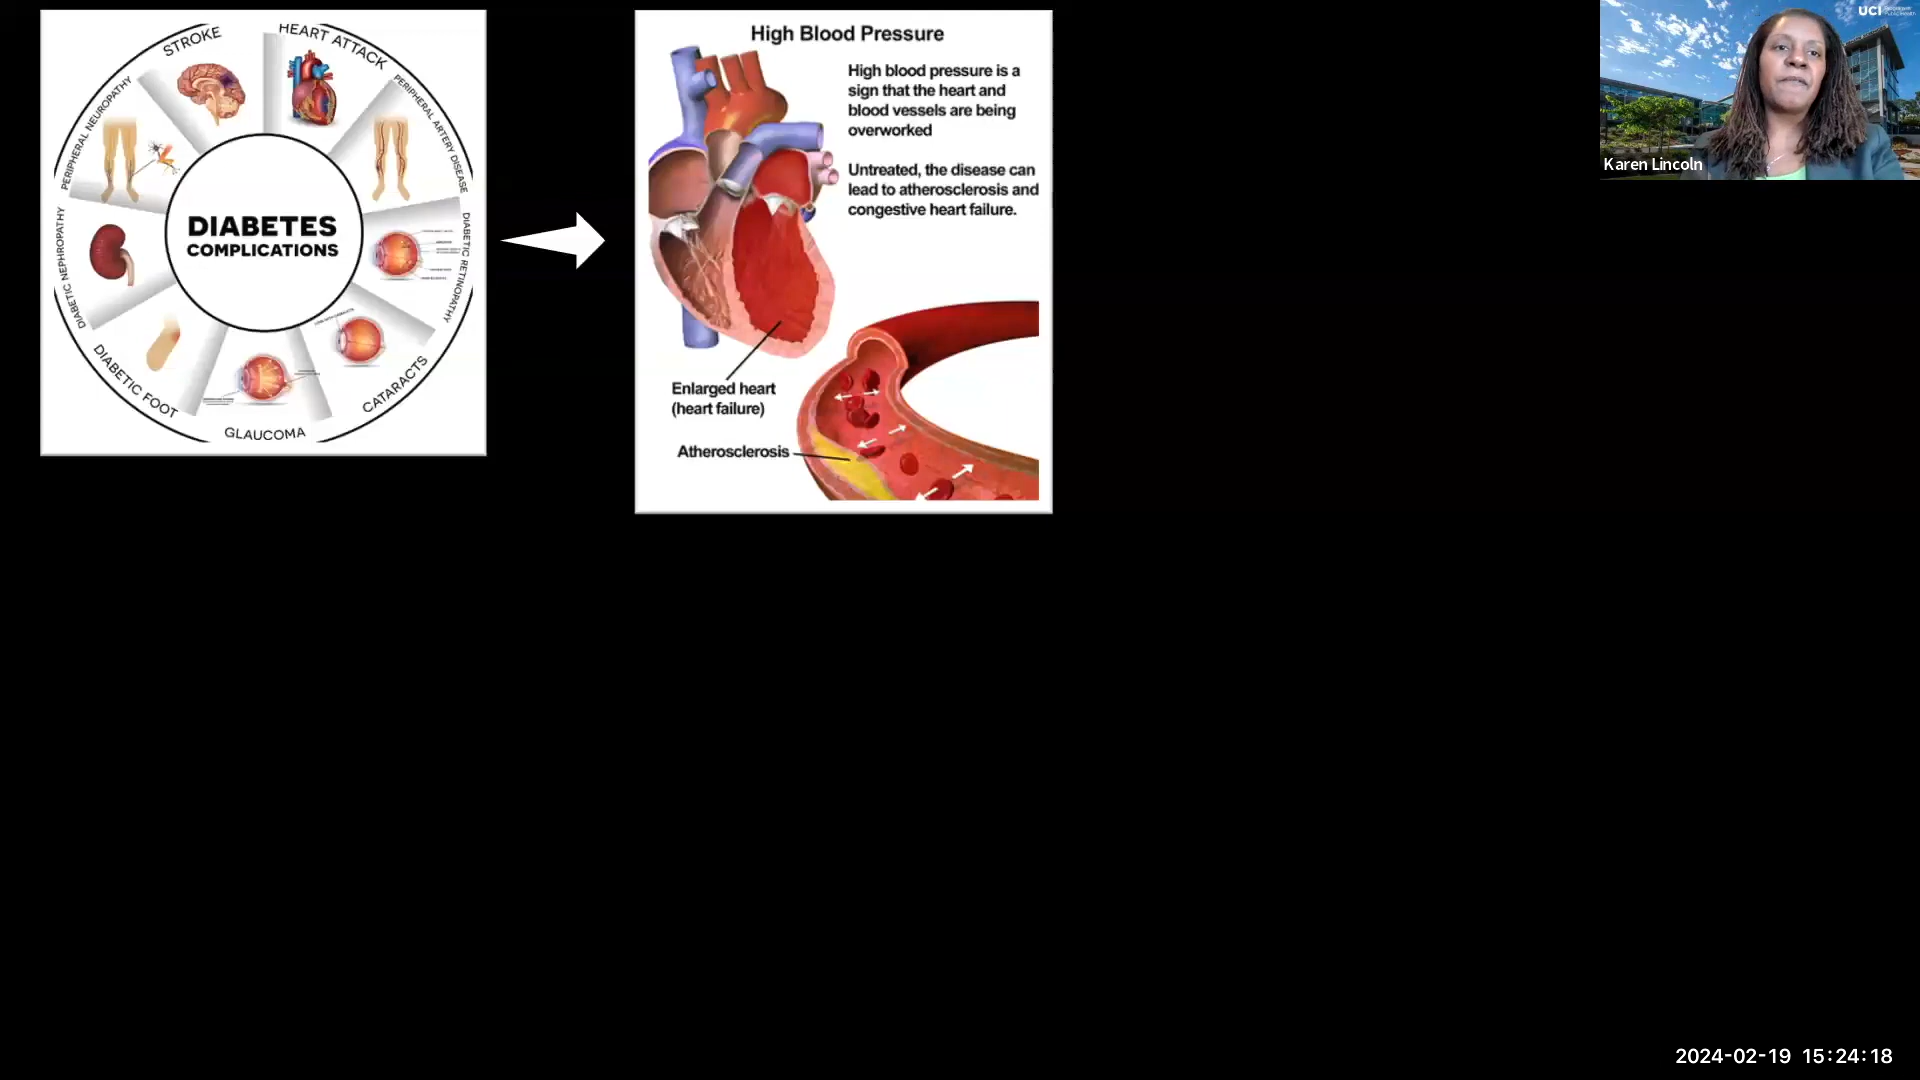 STROKE
HEART ATTACK
PERIPHERAL ARTERY DISEASE
DIABETIC RETINOPATHY
CATARACTS
GLAUCOMA
DIABETIC FOOT
DIABETIC NEPHROPATHY
PERIPHERAL NEUROPATHY
DIABETES
COMPLICATIONS
High Blood Pressure
High blood pressure is a
sign that the heart and
blood vessels are being
overworked
Untreated, the disease can
lead to atherosclerosis and
congestive heart failure.
Enlarged heart
(heart failure)
Atherosclerosis
UCI
Karen Lincoln
2024-02-19 15:24:18